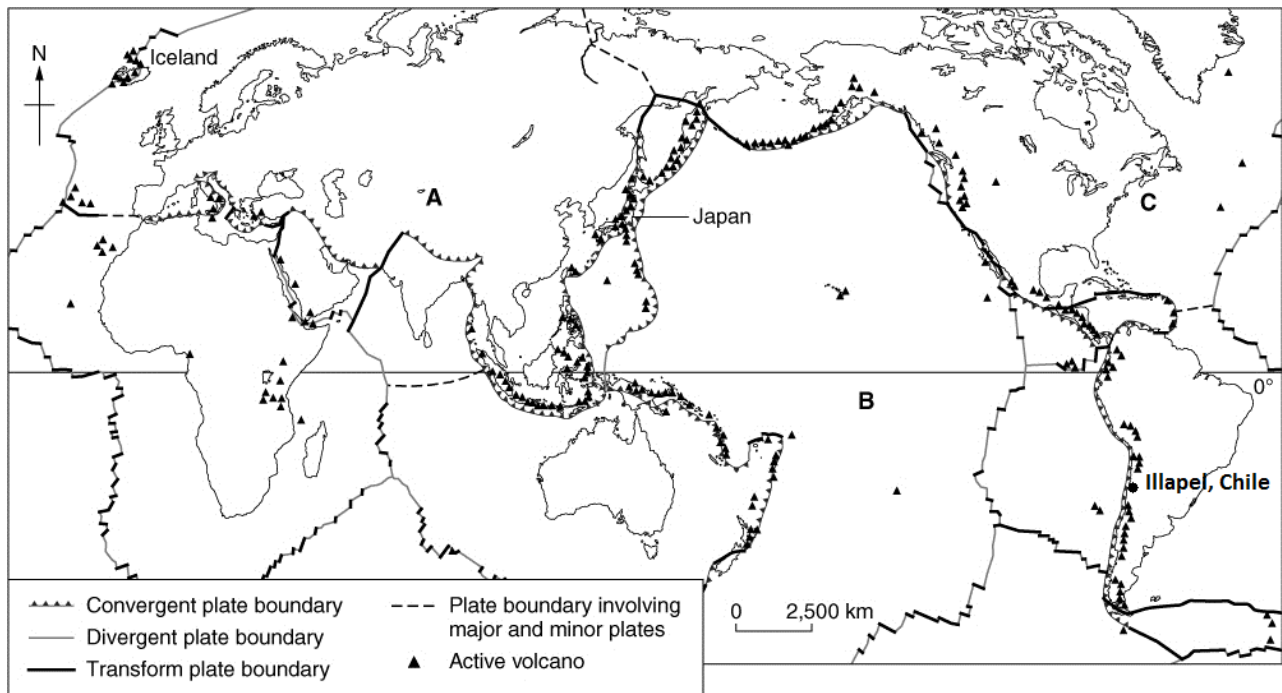 N
Iceland
A
Japan
C
B
0°
Illapel, Chile
Convergent plate boundary
Divergent plate boundary
Transform plate boundary
Plate boundary involving
major and minor plates
Active volcano
0 2,500 km